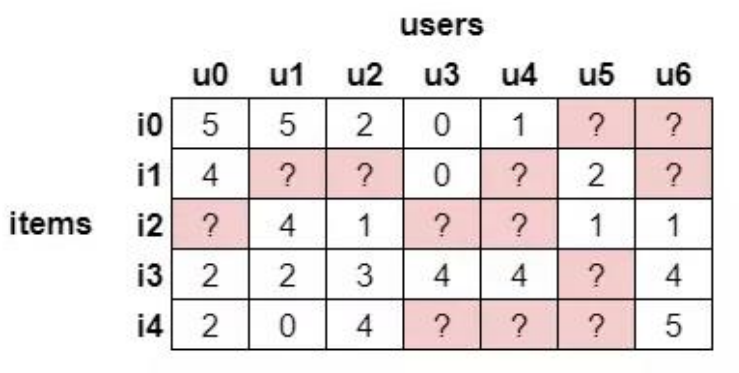 users
u0 u1 u2 u3 u4 u5 u6
i0 5 5 2 0 1 ? ?
i1 4 ? ? 0 ? 2 ?
items i2 ? 4 1 ? ? 1 1
i3 2 2 3 4 4 ? 4
i4 2 0 4 ? ? ? 5